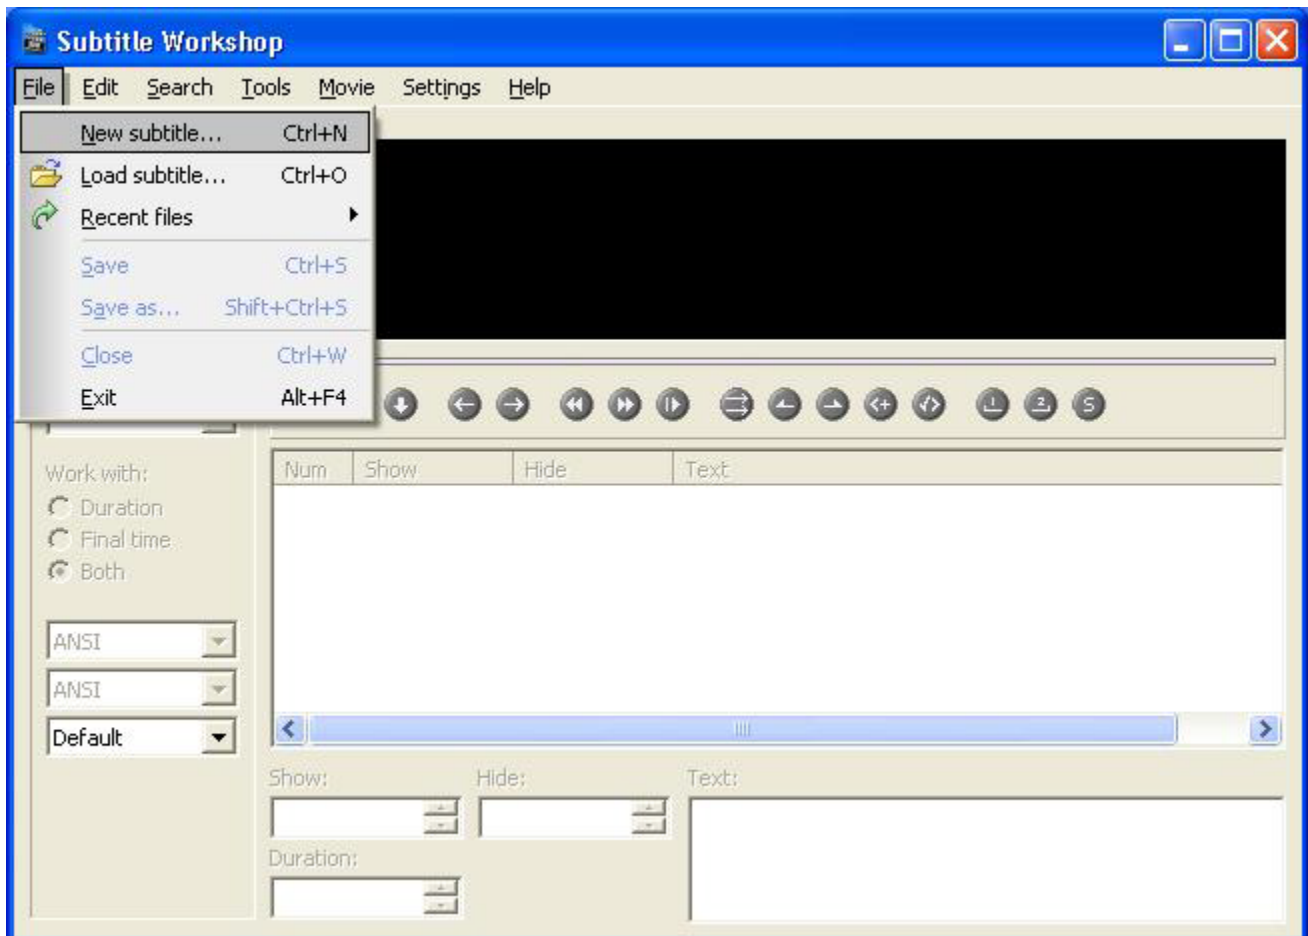 Subtitle Workshop
File Edit Search Tools Movie Settings Help
New subtitle... Ctrl+N
Load subtitle... Ctrl+O
Recent files
Save Ctrl+S
Save as... Shift+Ctrl+S
Close Ctrl+W
Exit Alt+F4
Work with:
Duration
Final time
Both
ANSI
ANSI
Default
Num Show Hide Text
Show: Hide: Text:
Duration: